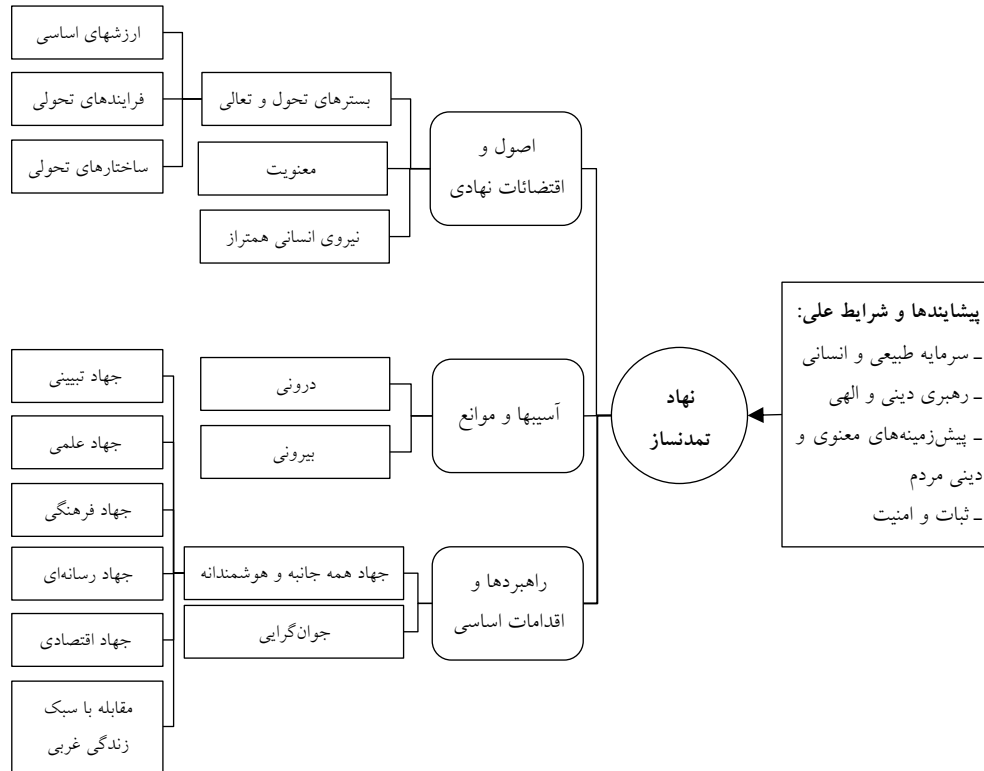 پیشایندها و شرایط علی:
ـ سرمایه طبیعی و انسانی
ـ رهبری دینی و الهی
ـ پیش‌زمینه‌های معنوی و
دینی مردم
ـ ثبات و امنیت
نهاد
تمدنساز
اصول و
اقتضائات نهادی
بسترهای تحول و تعالی
ارزشهای اساسی
فرایندهای تحولی
ساختارهای تحولی
معنویت
نیروی انسانی همتراز
آسیبها و موانع
درونی
بیرونی
راهبردها و
اقدامات اساسی
جهاد همه جانبه و هوشمندانه
جهاد تبیینی
جهاد علمی
جهاد فرهنگی
جهاد رسانه‌ای
جهاد اقتصادی
مقابله با سبک
زندگی غربی
جوان‌گرایی